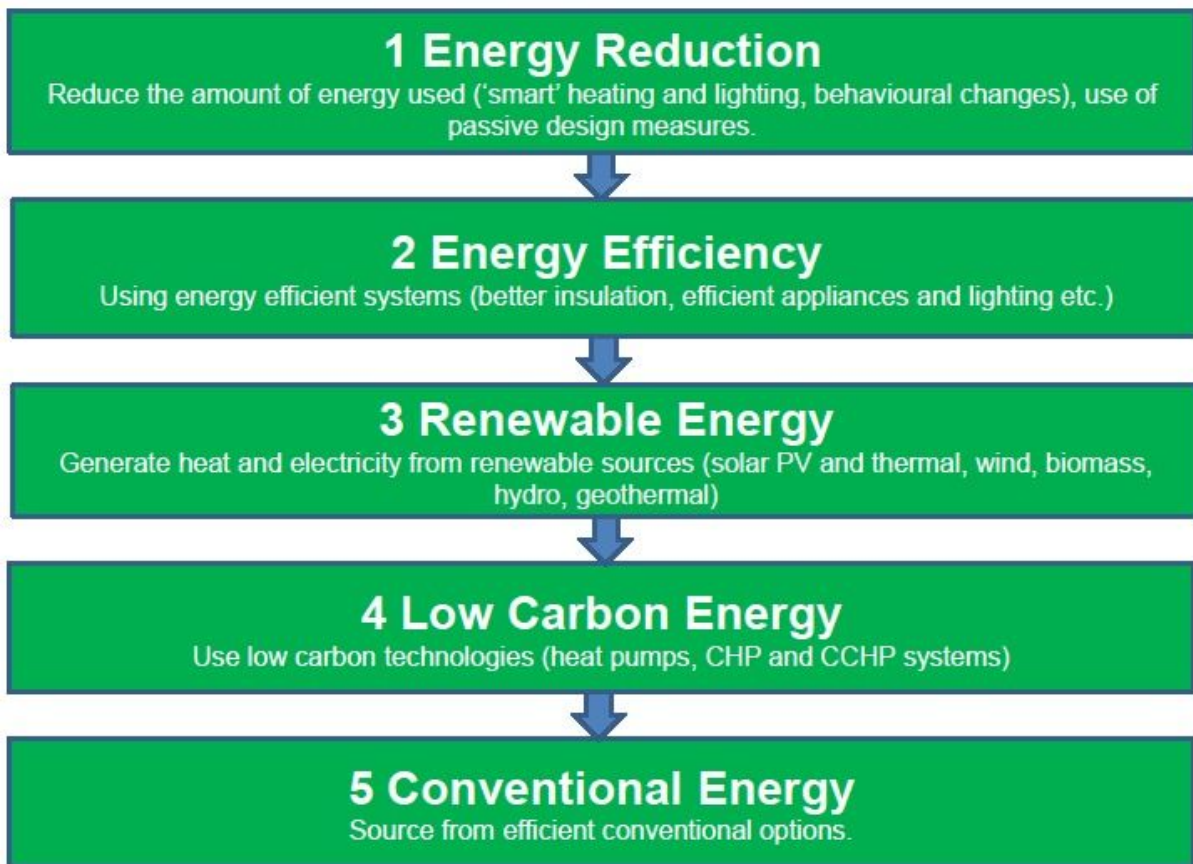 1 Energy Reduction
Reduce the amount of energy used (‘smart’ heating and lighting, behavioural changes), use of
passive design measures.
2 Energy Efficiency
Using energy efficient systems (better insulation, efficient appliances and lighting etc.)
3 Renewable Energy
Generate heat and electricity from renewable sources (solar PV and thermal, wind, biomass,
hydro, geothermal)
4 Low Carbon Energy
Use low carbon technologies (heat pumps, CHP and CCHP systems)
5 Conventional Energy
Source from efficient conventional options.